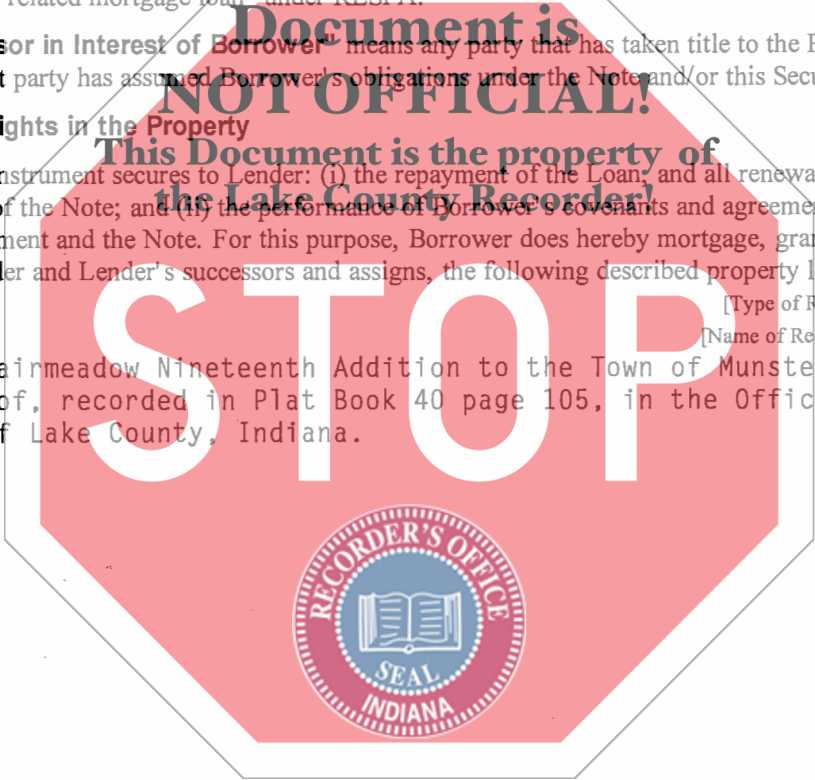 related mortgage loan" under RESPA.
Document is
sor in Interest of Borrower" means any party that has taken title to the
t party has assumed Borrower's obligations under the Note and/or this Secu
NOT OFFICIAL!
ights in the Property
This Document is the property of
nstrument secures to Lender: (i) the repayment of the Loan, and all renewa
the Lake County Recorder!
of the Note; and (ii) the performance of Borrower's covenants and agreeme
ment and the Note. For this purpose, Borrower does hereby mortgage, gran
er and Lender's successors and assigns, the following described property l
[Type of R
[Name of Re
airmeadow Nineteenth Addition to the Town of Munste
of, recorded in Plat Book 40 page 105, in the Offic
f Lake County, Indiana.
STOP
RECORDER'S OFFICE
SEAL
INDIANA